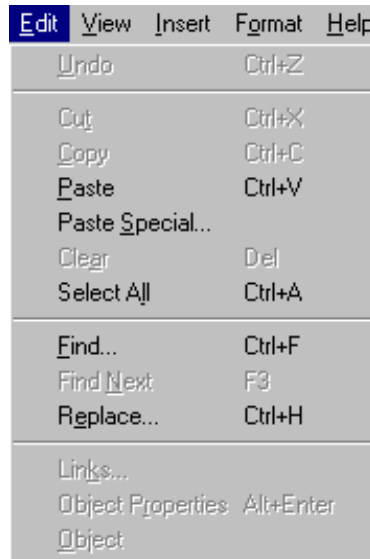 Edit View Insert Format Help
Undo Ctrl+Z
Cut Ctrl+X
Copy Ctrl+C
Paste Ctrl+V
Paste Special...
Clear Del
Select All Ctrl+A
Find... Ctrl+F
Find Next F3
Replace... Ctrl+H
Links...
Object Properties Alt+Enter
Object